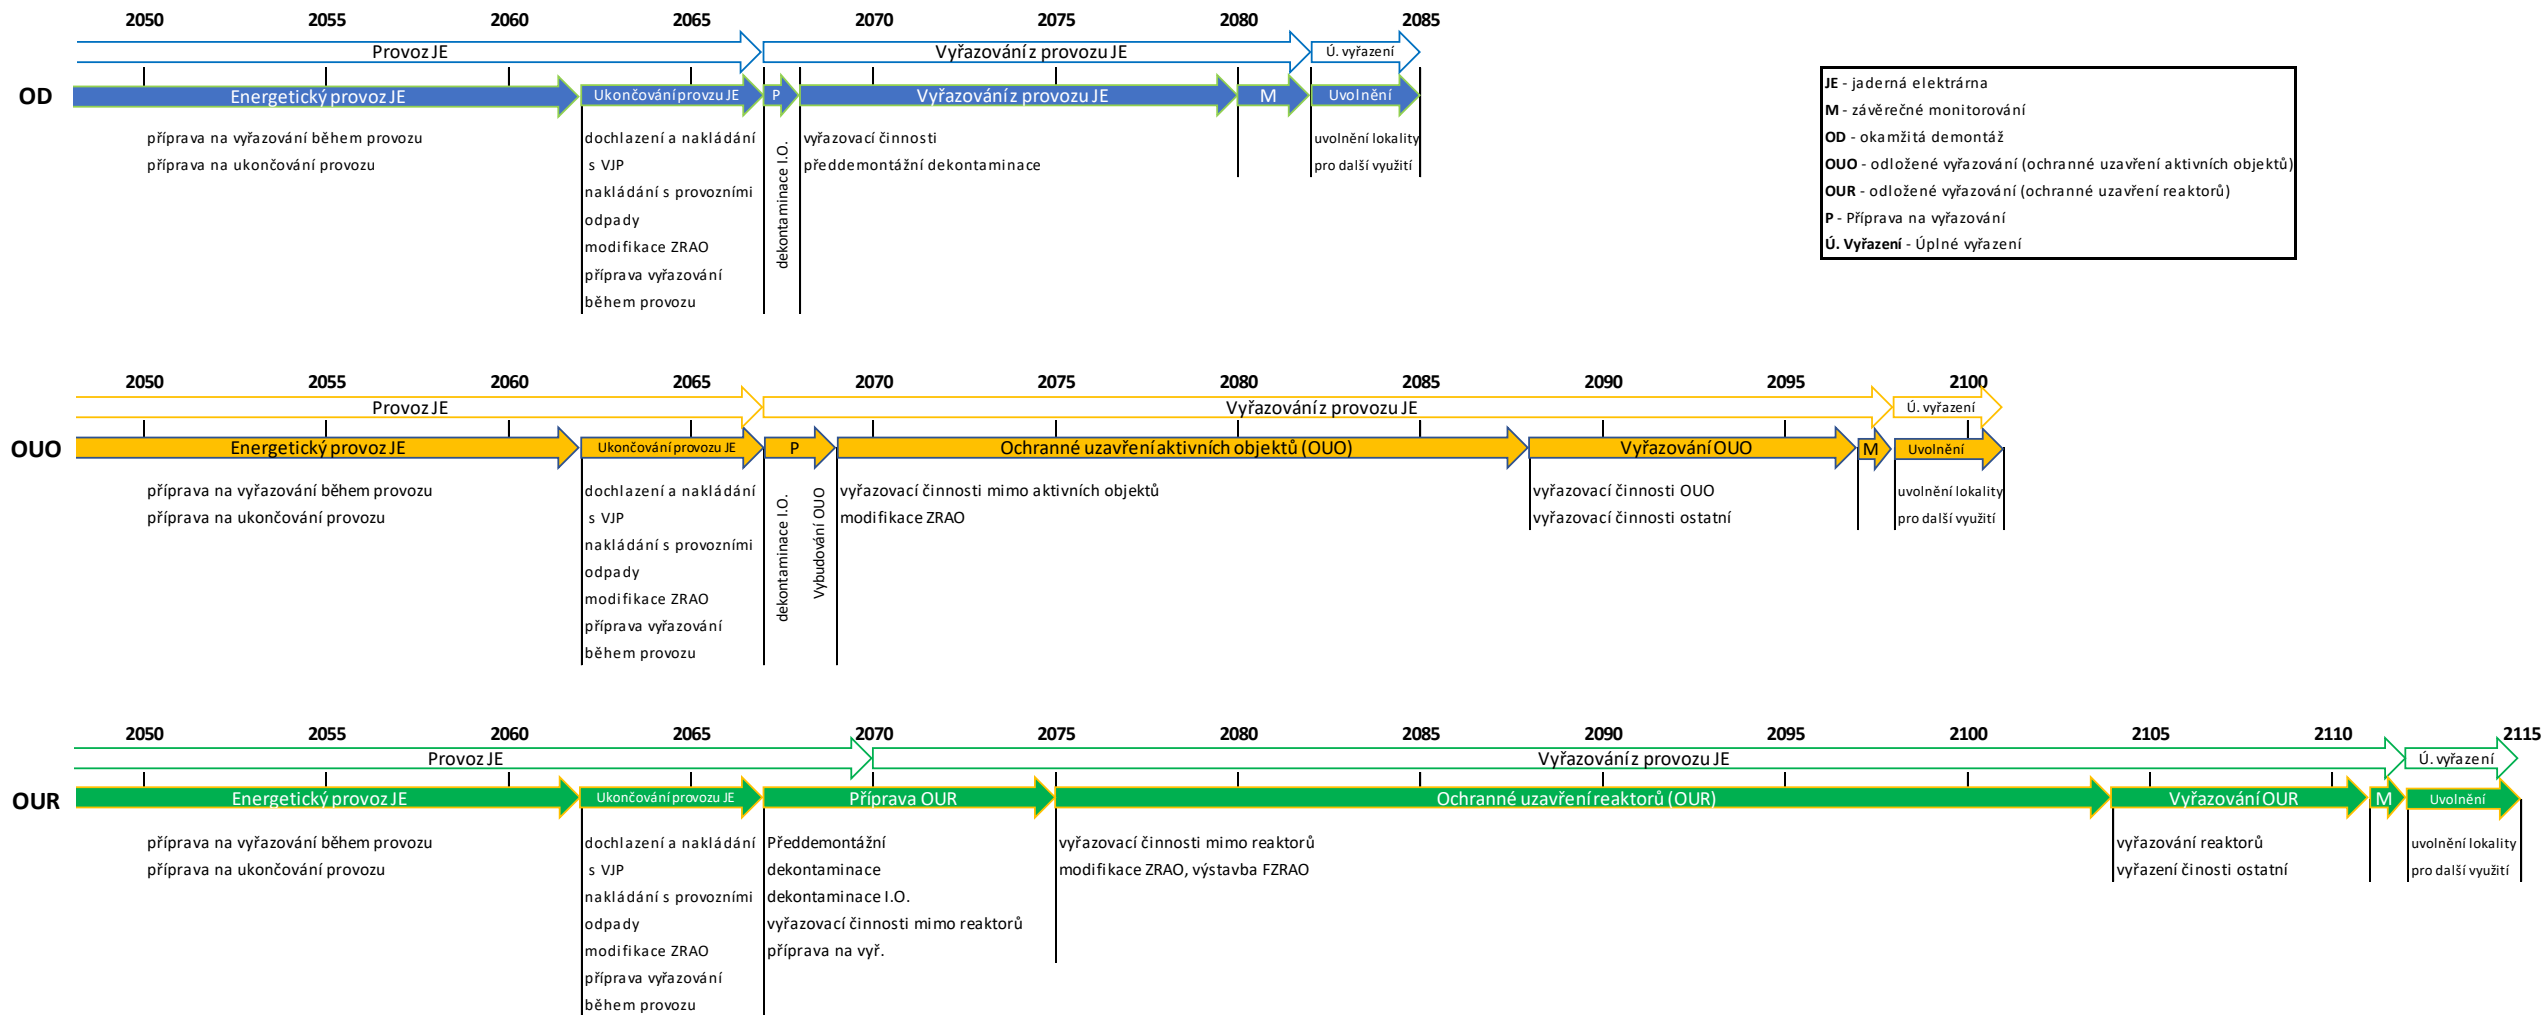 2050 2055 2060 2065 2070 2075 2080 2085
Provoz JE Vyřazování z provozu JE Ú. vyřazení
OD Energetický provoz JE Ukončování provzu JE P Vyřazování z provozu JE M Uvolnění
příprava na vyřazování během provozu
příprava na ukončování provozu
dochlazení a nakládání
s VJP
nakládání s provozními
odpady
modifikace ZRAO
příprava vyřazování
během provozu
dekontaminace I.O.
vyřazovací činnosti
předdemontážní dekontaminace
uvolnění lokality
pro další využití
JE - jaderná elektrárna
M - závěrečné monitorování
OD - okamžitá demontáž
OUO - odložené vyřazování (ochranné uzavření aktivních objektů)
OUR - odložené vyřazování (ochranné uzavření reaktorů)
P - Příprava na vyřazování
Ú. Vyřazení - Úplné vyřazení
2050 2055 2060 2065 2070 2075 2080 2085 2090 2095 2100
Provoz JE Vyřazování z provozu JE Ú. vyřazení
OUO Energetický provoz JE Ukončování provozu JE P Ochranné uzavření aktivních objektů (OUO) Vyřazování OUO M Uvolnění
příprava na vyřazování během provozu
příprava na ukončování provozu
dochlazení a nakládání
s VJP
nakládání s provozními
odpady
modifikace ZRAO
příprava vyřazování
během provozu
dekontaminace I.O.
Vybudování OUO
vyřazovací činnosti mimo aktivních objektů
modifikace ZRAO
vyřazovací činnosti OUO
vyřazovací činnosti ostatní
uvolnění lokality
pro další využití
2050 2055 2060 2065 2070 2075 2080 2085 2090 2095 2100 2105 2110 2115
Provoz JE Vyřazování z provozu JE Ú. vyřazení
OUR Energetický provoz JE Ukončování provozu JE Příprava OUR Ochranné uzavření reaktorů (OUR) Vyřazování OUR M Uvolnění
příprava na vyřazování během provozu
příprava na ukončování provozu
dochlazení a nakládání
s VJP
nakládání s provozními
odpady
modifikace ZRAO
příprava vyřazování
během provozu
Předdemontážní
dekontaminace
dekontaminace I.O.
vyřazovací činnosti mimo reaktorů
příprava na vyř.
vyřazovací činnosti mimo reaktorů
modifikace ZRAO, výstavba FZRAO
vyřazování reaktorů
vyřazení činosti ostatní
uvolnění lokality
pro další využití